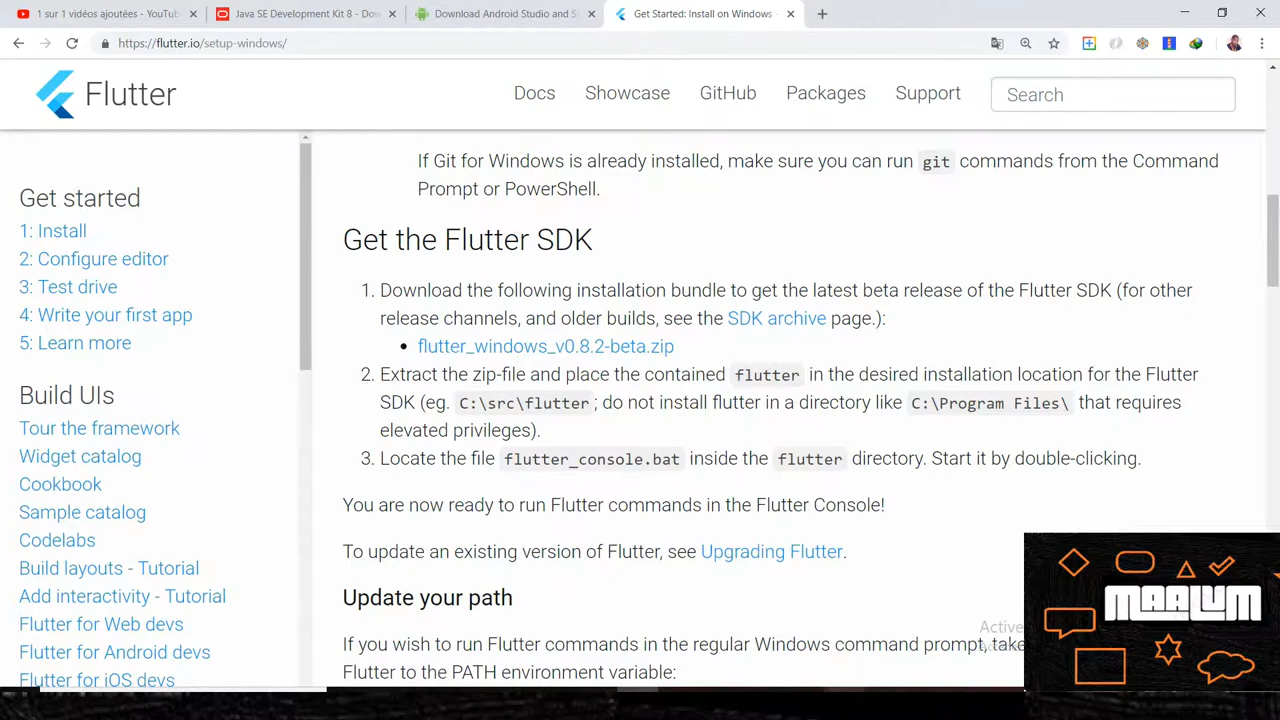 1 sur 1 vidéos ajoutées - YouTub
Java SE Development Kit 8 - Dow
Download Android Studio and S
Get Started: Install on Windows -
https://flutter.io/setup-windows/
Flutter
Docs
Showcase
GitHub
Packages
Support
Search
Get started
1: Install
2: Configure editor
3: Test drive
4: Write your first app
5: Learn more
Build UIs
Tour the framework
Widget catalog
Cookbook
Sample catalog
Codelabs
Build layouts - Tutorial
Add interactivity - Tutorial
Flutter for Web devs
Flutter for Android devs
Flutter for iOS devs
If Git for Windows is already installed, make sure you can run git commands from the Command
Prompt or PowerShell.
Get the Flutter SDK
1. Download the following installation bundle to get the latest beta release of the Flutter SDK (for other
release channels, and older builds, see the SDK archive page.):
• flutter_windows_v0.8.2-beta.zip
2. Extract the zip-file and place the contained flutter in the desired installation location for the Flutter
SDK (eg. C:\src\flutter; do not install flutter in a directory like C:\Program Files\ that requires
elevated privileges).
3. Locate the file flutter_console.bat inside the flutter directory. Start it by double-clicking.
You are now ready to run Flutter commands in the Flutter Console!
To update an existing version of Flutter, see Upgrading Flutter.
Update your path
If you wish to run Flutter commands in the regular Windows command prompt, take
Flutter to the PATH environment variable:
Active
MAALUM